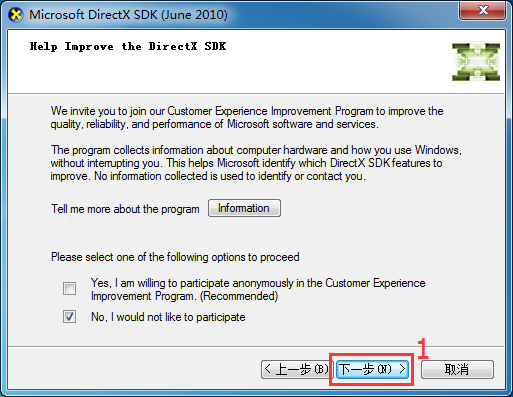 Microsoft DirectX SDK (June 2010)
Help Improve the DirectX SDK
We invite you to join our Customer Experience Improvement Program to improve the
quality, reliability, and performance of Microsoft software and services.
The program collects information about computer hardware and how you use Windows,
without interrupting you. This helps Microsoft identify which DirectX SDK features to
improve. No information collected is used to identify or contact you.
Tell me more about the program Information
Please select one of the following options to proceed
Yes, I am willing to participate anonymously in the Customer Experience
Improvement Program. (Recommended)
No, I would not like to participate
1
< 上一步(B) 下一步(N) > 取消